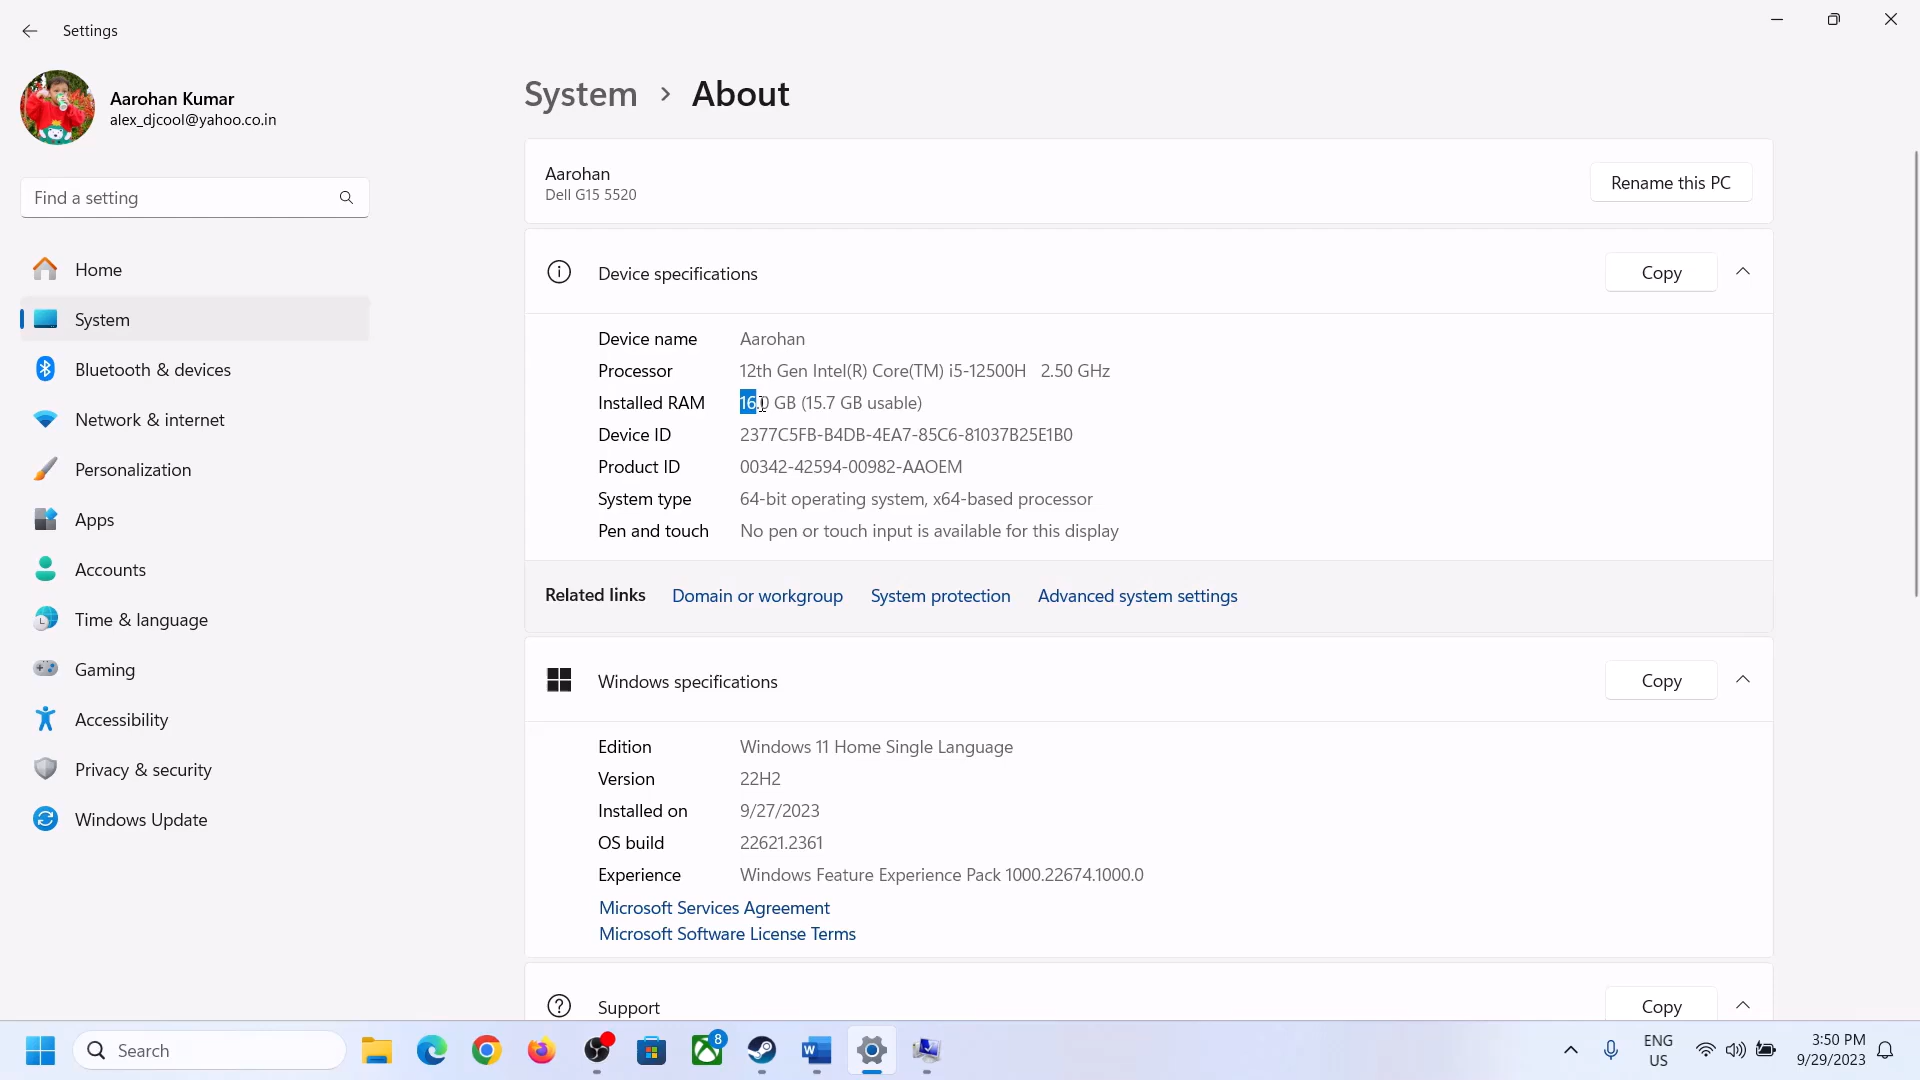 Settings
Aarohan Kumar
alex_djcool@yahoo.co.in
Find a setting
Home
System
Bluetooth & devices
Network & internet
Personalization
Apps
Accounts
Time & language
Gaming
Accessibility
Privacy & security
Windows Update
System > About
Aarohan
Dell G15 5520
Rename this PC
Device specifications
Copy
Device name Aarohan
Processor 12th Gen Intel(R) Core(TM) i5-12500H 2.50 GHz
Installed RAM 16.0 GB (15.7 GB usable)
Device ID 2377C5FB-B4DB-4EA7-85C6-81037B25E1B0
Product ID 00342-42594-00982-AAOEM
System type 64-bit operating system, x64-based processor
Pen and touch No pen or touch input is available for this display
Related links Domain or workgroup System protection Advanced system settings
Windows specifications
Copy
Edition Windows 11 Home Single Language
Version 22H2
Installed on 9/27/2023
OS build 22621.2361
Experience Windows Feature Experience Pack 1000.22674.1000.0
Microsoft Services Agreement
Microsoft Software License Terms
Support
Copy
Search
8
W
ENG
US
3:50 PM
9/29/2023